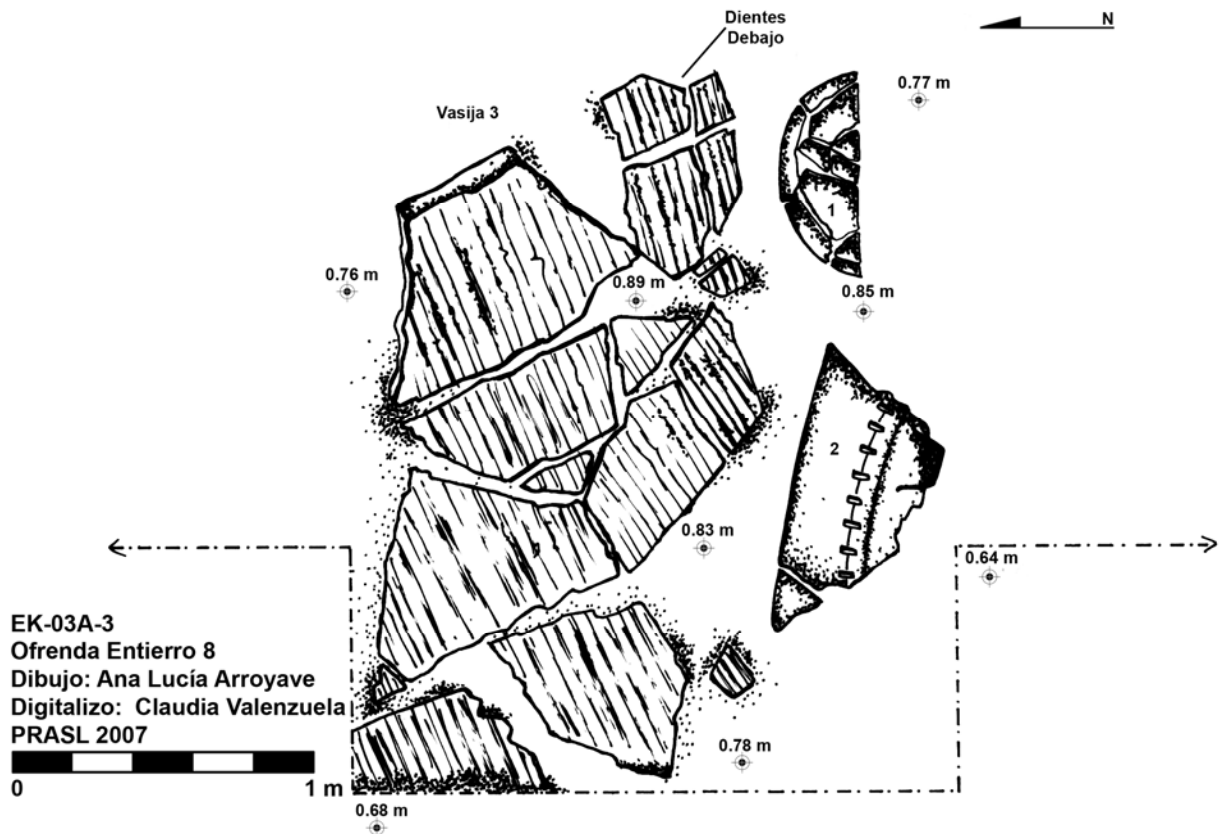 Dientes
Debajo
N
Vasija 3
0.77 m
1
0.76 m
0.89 m
0.85 m
2
0.83 m
0.64 m
EK-03A-3
Ofrenda Entierro 8
Dibujo: Ana Lucía Arroyave
Digitalizo: Claudia Valenzuela
PRASL 2007
0.78 m
0 1 m
0.68 m